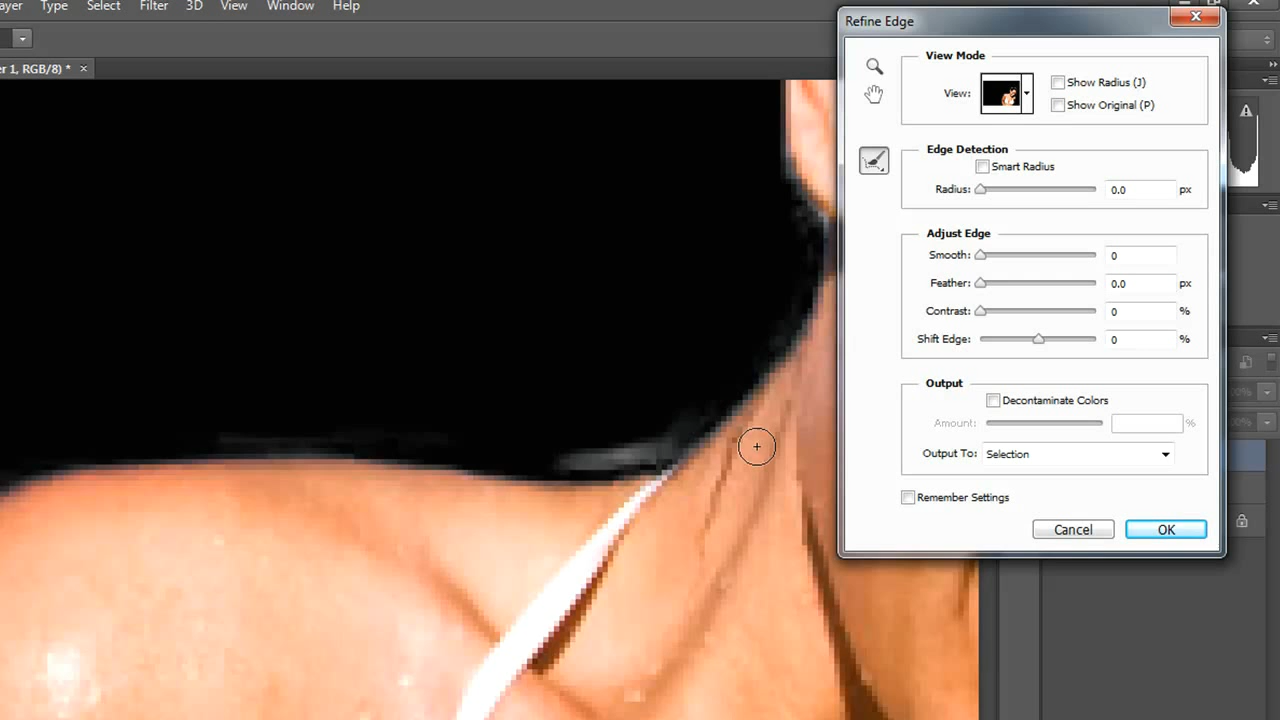 ayer Type Select Filter 3D View Window Help
er 1, RGB/8) * ×
Refine Edge
View Mode
View:
Show Radius (J)
Show Original (P)
Edge Detection
Smart Radius
Radius: 0.0 px
Adjust Edge
Smooth: 0
Feather: 0.0 px
Contrast: 0 %
Shift Edge: 0 %
Output
Decontaminate Colors
Amount: %
Output To: Selection
Remember Settings
Cancel OK